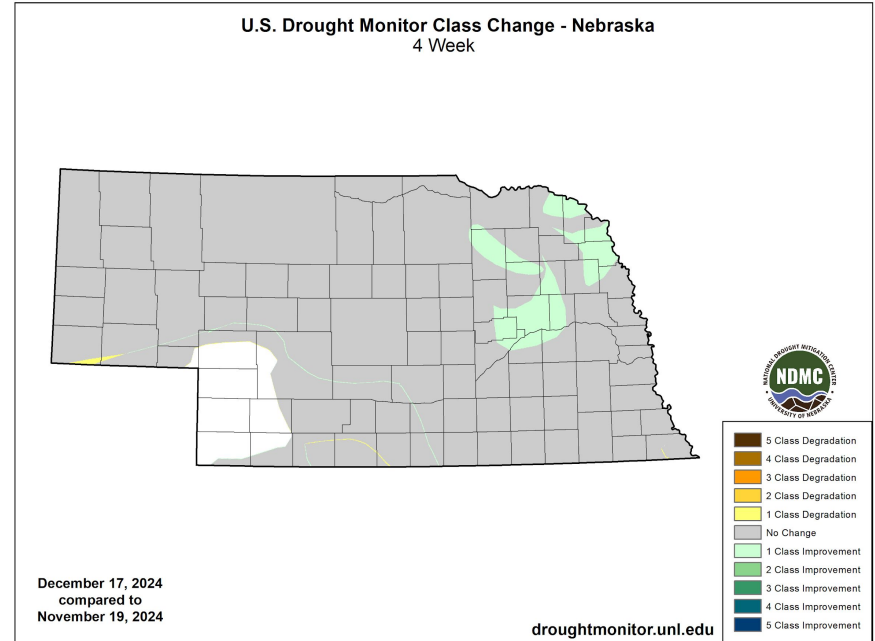 U.S. Drought Monitor Class Change - Nebraska
4 Week
NATIONAL DROUGHT MITIGATION CENTER
NDMC
UNIVERSITY OF NEBRASKA
5 Class Degradation
4 Class Degradation
3 Class Degradation
2 Class Degradation
1 Class Degradation
No Change
1 Class Improvement
2 Class Improvement
3 Class Improvement
4 Class Improvement
5 Class Improvement
December 17, 2024
compared to
November 19, 2024
droughtmonitor.unl.edu